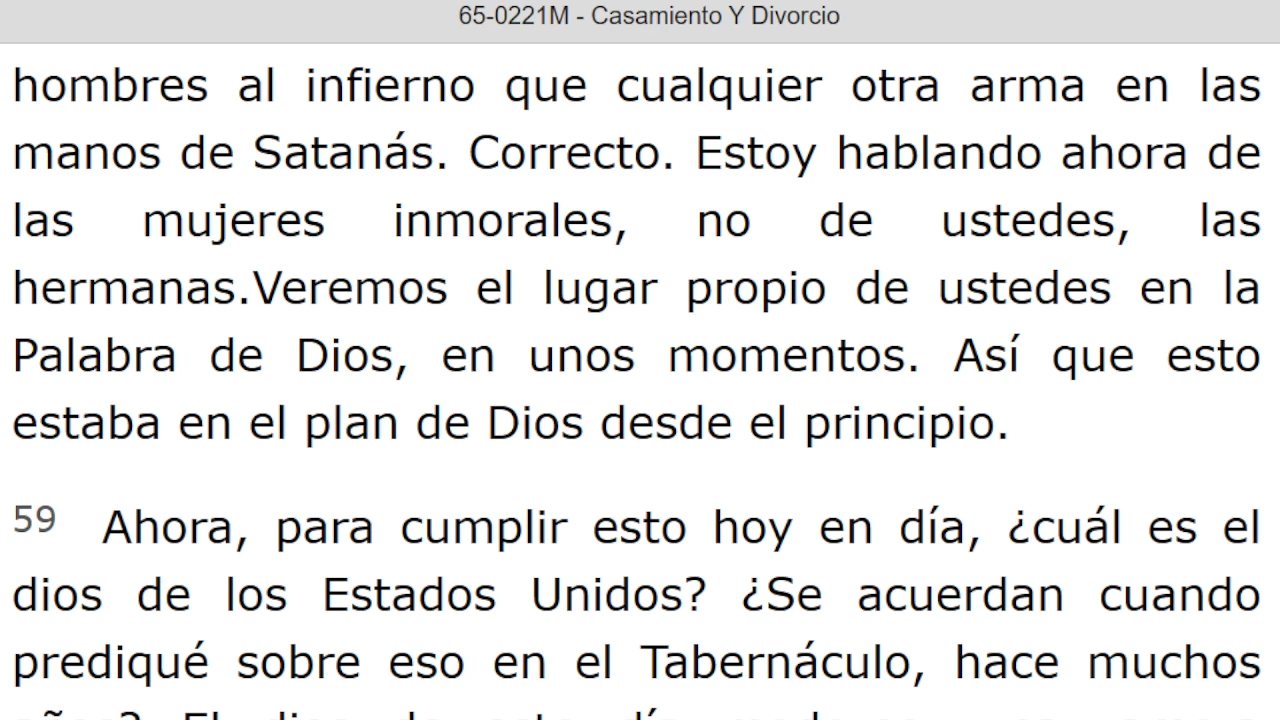 65-0221M - Casamiento Y Divorcio
hombres al infierno que cualquier otra arma en las
manos de Satanás. Correcto. Estoy hablando ahora de
las mujeres inmorales, no de ustedes, las
hermanas.Veremos el lugar propio de ustedes en la
Palabra de Dios, en unos momentos. Así que esto
estaba en el plan de Dios desde el principio.
59 Ahora, para cumplir esto hoy en día, ¿cuál es el
dios de los Estados Unidos? ¿Se acuerdan cuando
prediqué sobre eso en el Tabernáculo, hace muchos